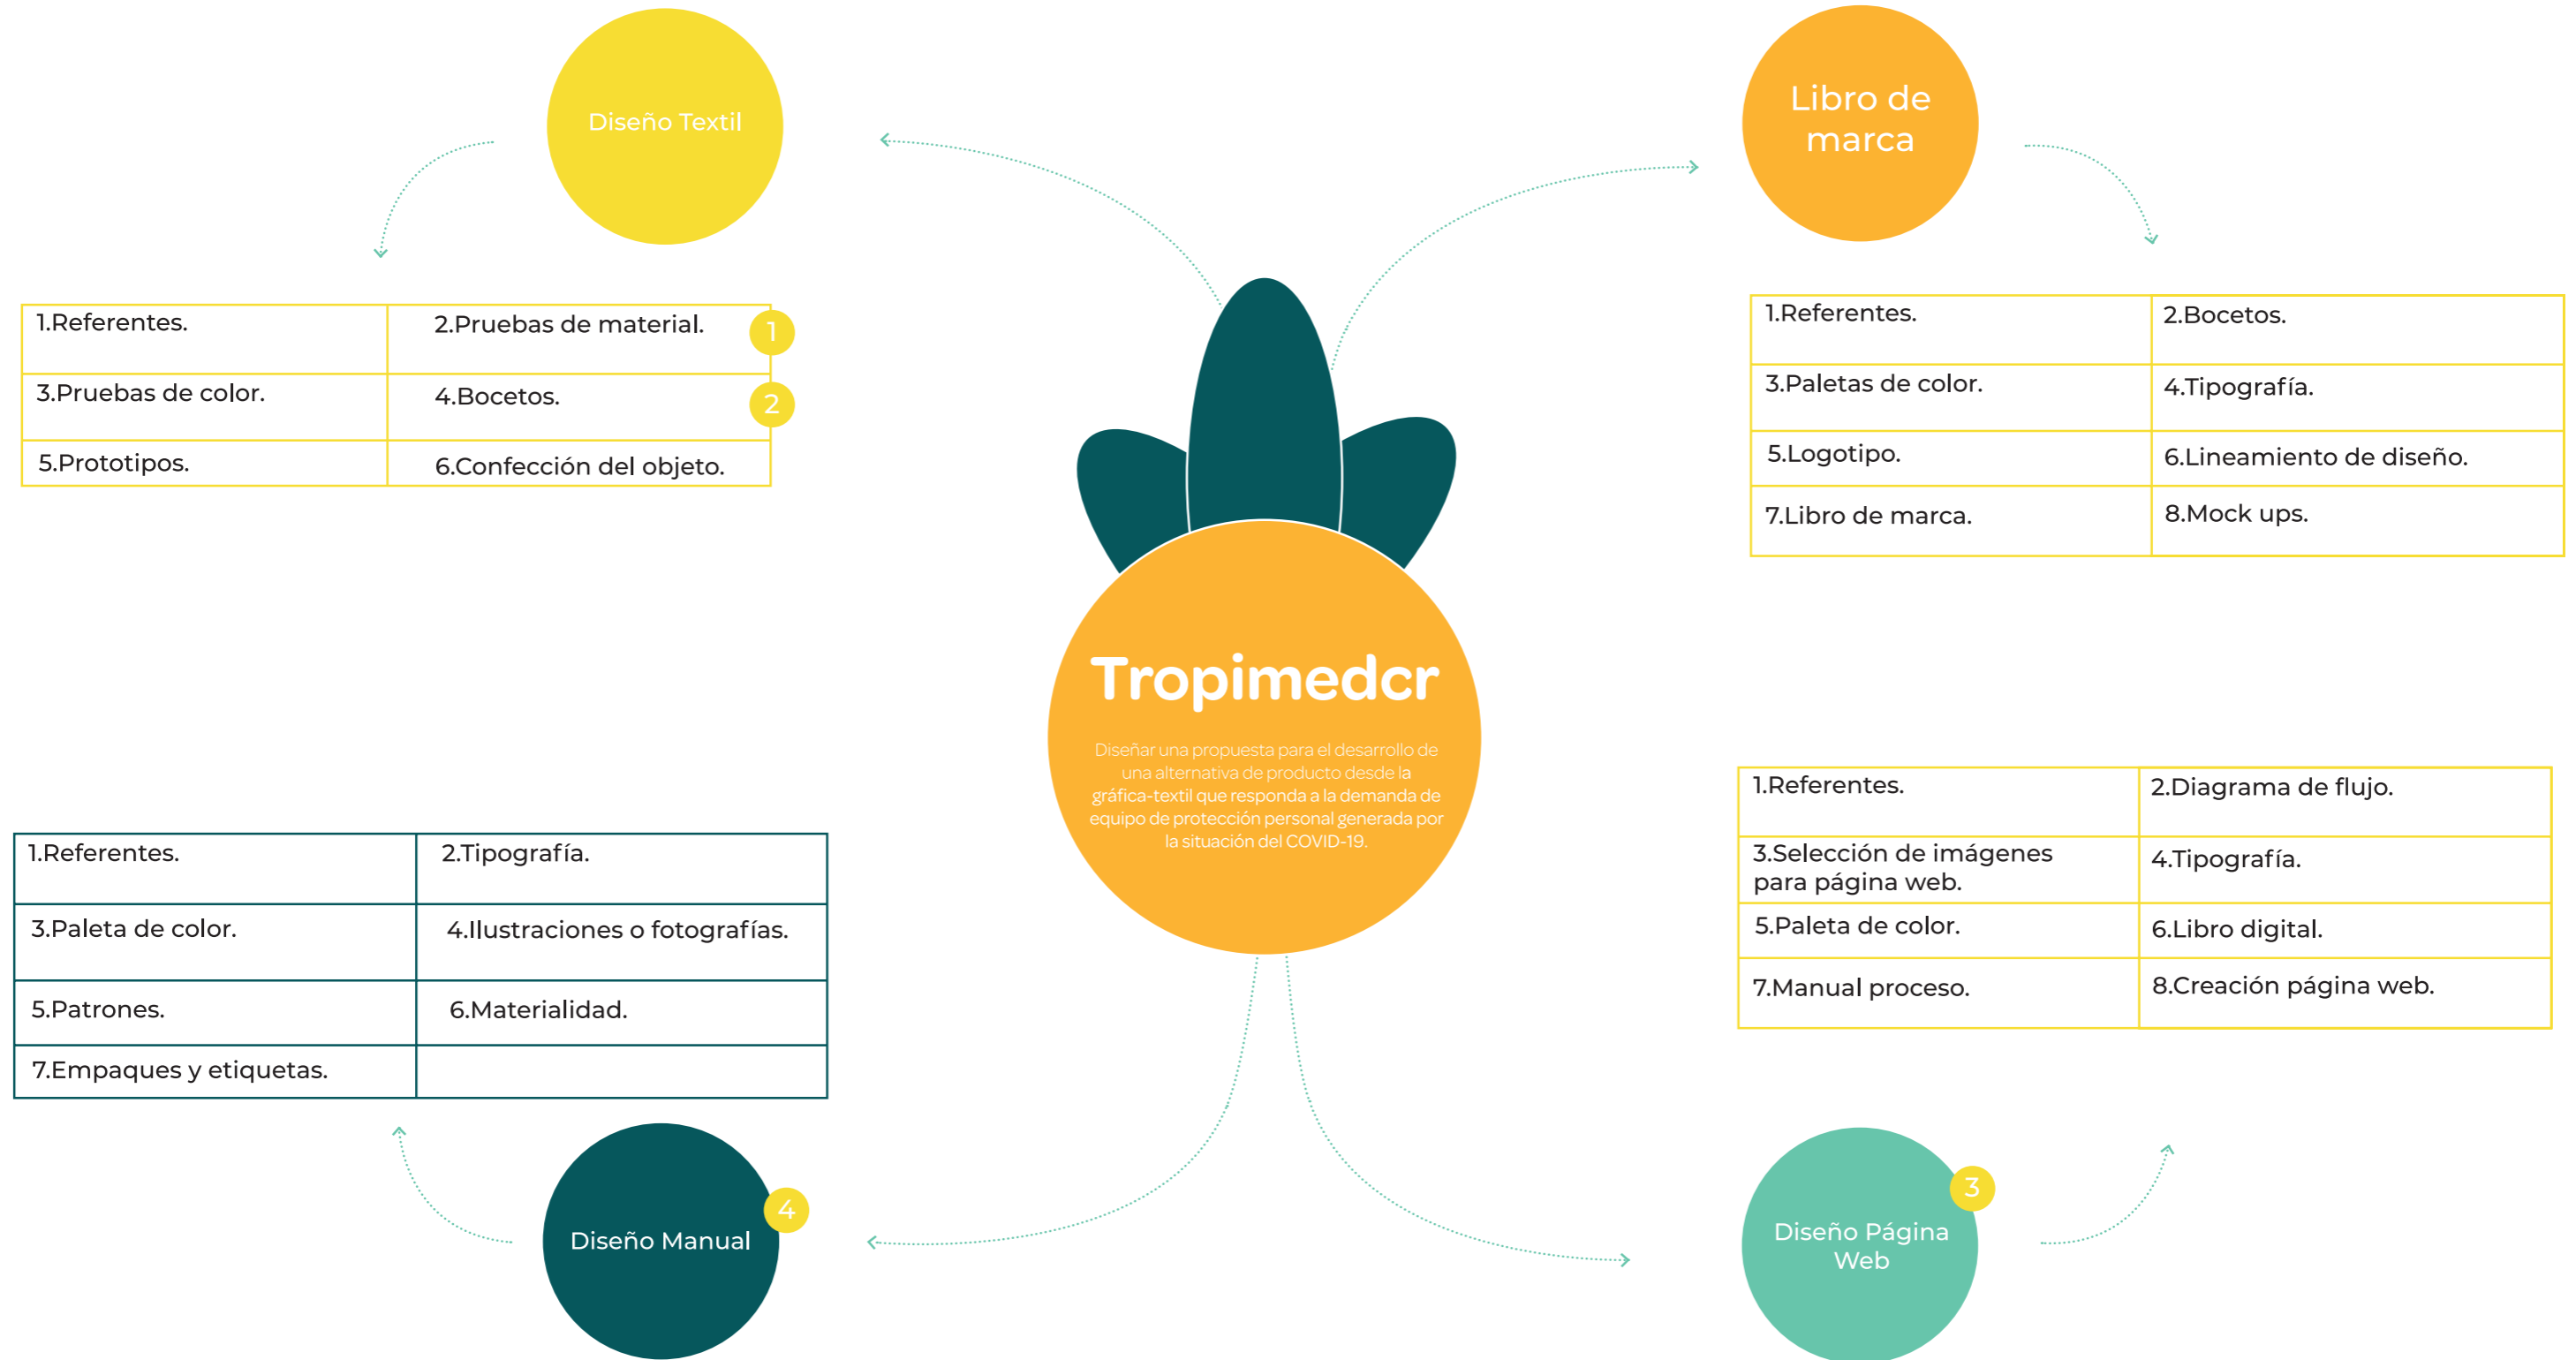 Diseño Textil
1.Referentes.
2.Pruebas de material.
1
3.Pruebas de color.
4.Bocetos.
2
5.Prototipos.
6.Confección del objeto.
Libro de
marca
1.Referentes.
2.Bocetos.
3.Paletas de color.
4.Tipografía.
5.Logotipo.
6.Lineamiento de diseño.
7.Libro de marca.
8.Mock ups.
Tropimedcr
Diseñar una propuesta para el desarrollo de
una alternativa de producto desde la
gráfica-textil que responda a la demanda de
equipo de protección personal generada por
la situación del COVID-19.
1.Referentes.
2.Tipografía.
3.Paleta de color.
4.Ilustraciones o fotografías.
5.Patrones.
6.Materialidad.
7.Empaques y etiquetas.
Diseño Manual
4
1.Referentes.
2.Diagrama de flujo.
3.Selección de imágenes
para página web.
4.Tipografía.
5.Paleta de color.
6.Libro digital.
7.Manual proceso.
8.Creación página web.
3
Diseño Página
Web